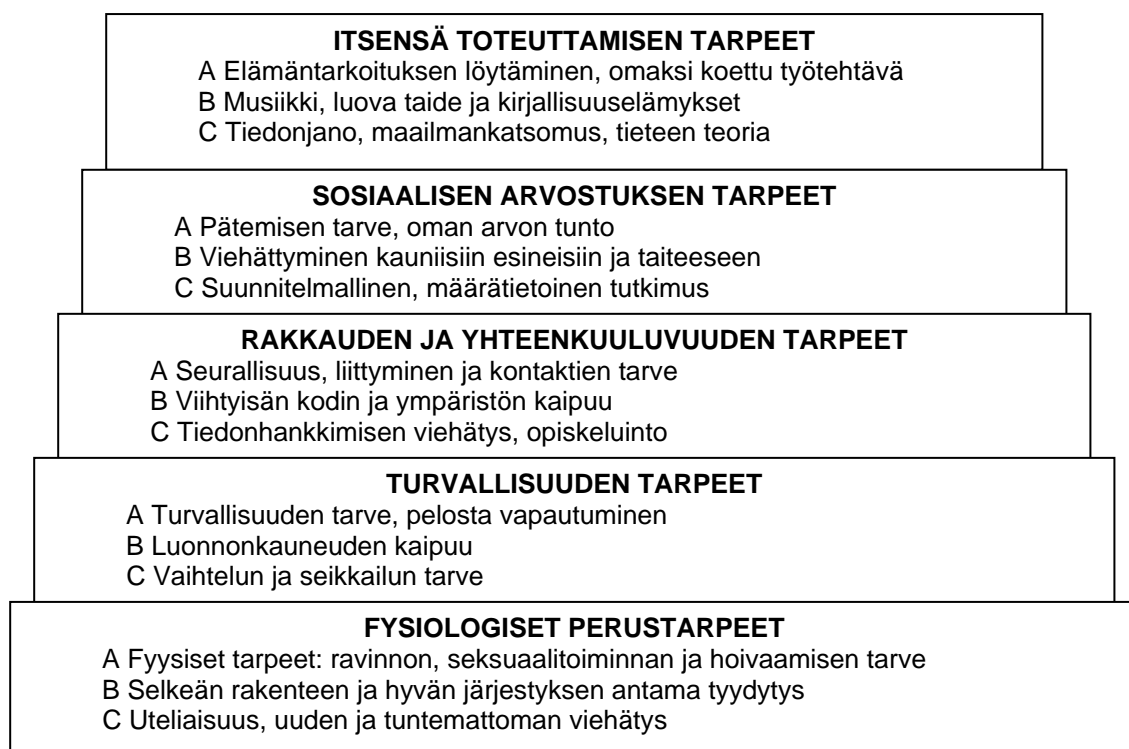 ITSENSÄ TOTEUTTAMISEN TARPEET
A Elämäntarkoituksen löytäminen, omaksi koettu työtehtävä
B Musiikki, luova taide ja kirjallisuuselämykset
C Tiedonjano, maailmankatsomus, tieteen teoria
SOSIAALISEN ARVOSTUKSEN TARPEET
A Pätemisen tarve, oman arvon tunto
B Viehättyminen kauniisiin esineisiin ja taiteeseen
C Suunnitelmallinen, määrätietoinen tutkimus
RAKKAUDEN JA YHTEENKUULUVUUDEN TARPEET
A Seurallisuus, liittyminen ja kontaktien tarve
B Viihtyisän kodin ja ympäristön kaipuu
C Tiedonhankkimisen viehätys, opiskeluinto
TURVALLISUUDEN TARPEET
A Turvallisuuden tarve, pelosta vapautuminen
B Luonnonkauneuden kaipuu
C Vaihtelun ja seikkailun tarve
FYSIOLOGISET PERUSTARPEET
A Fyysiset tarpeet: ravinnon, seksuaalitoiminnan ja hoivaamisen tarve
B Selkeän rakenteen ja hyvän järjestyksen antama tyydytys
C Uteliaisuus, uuden ja tuntemattoman viehätys